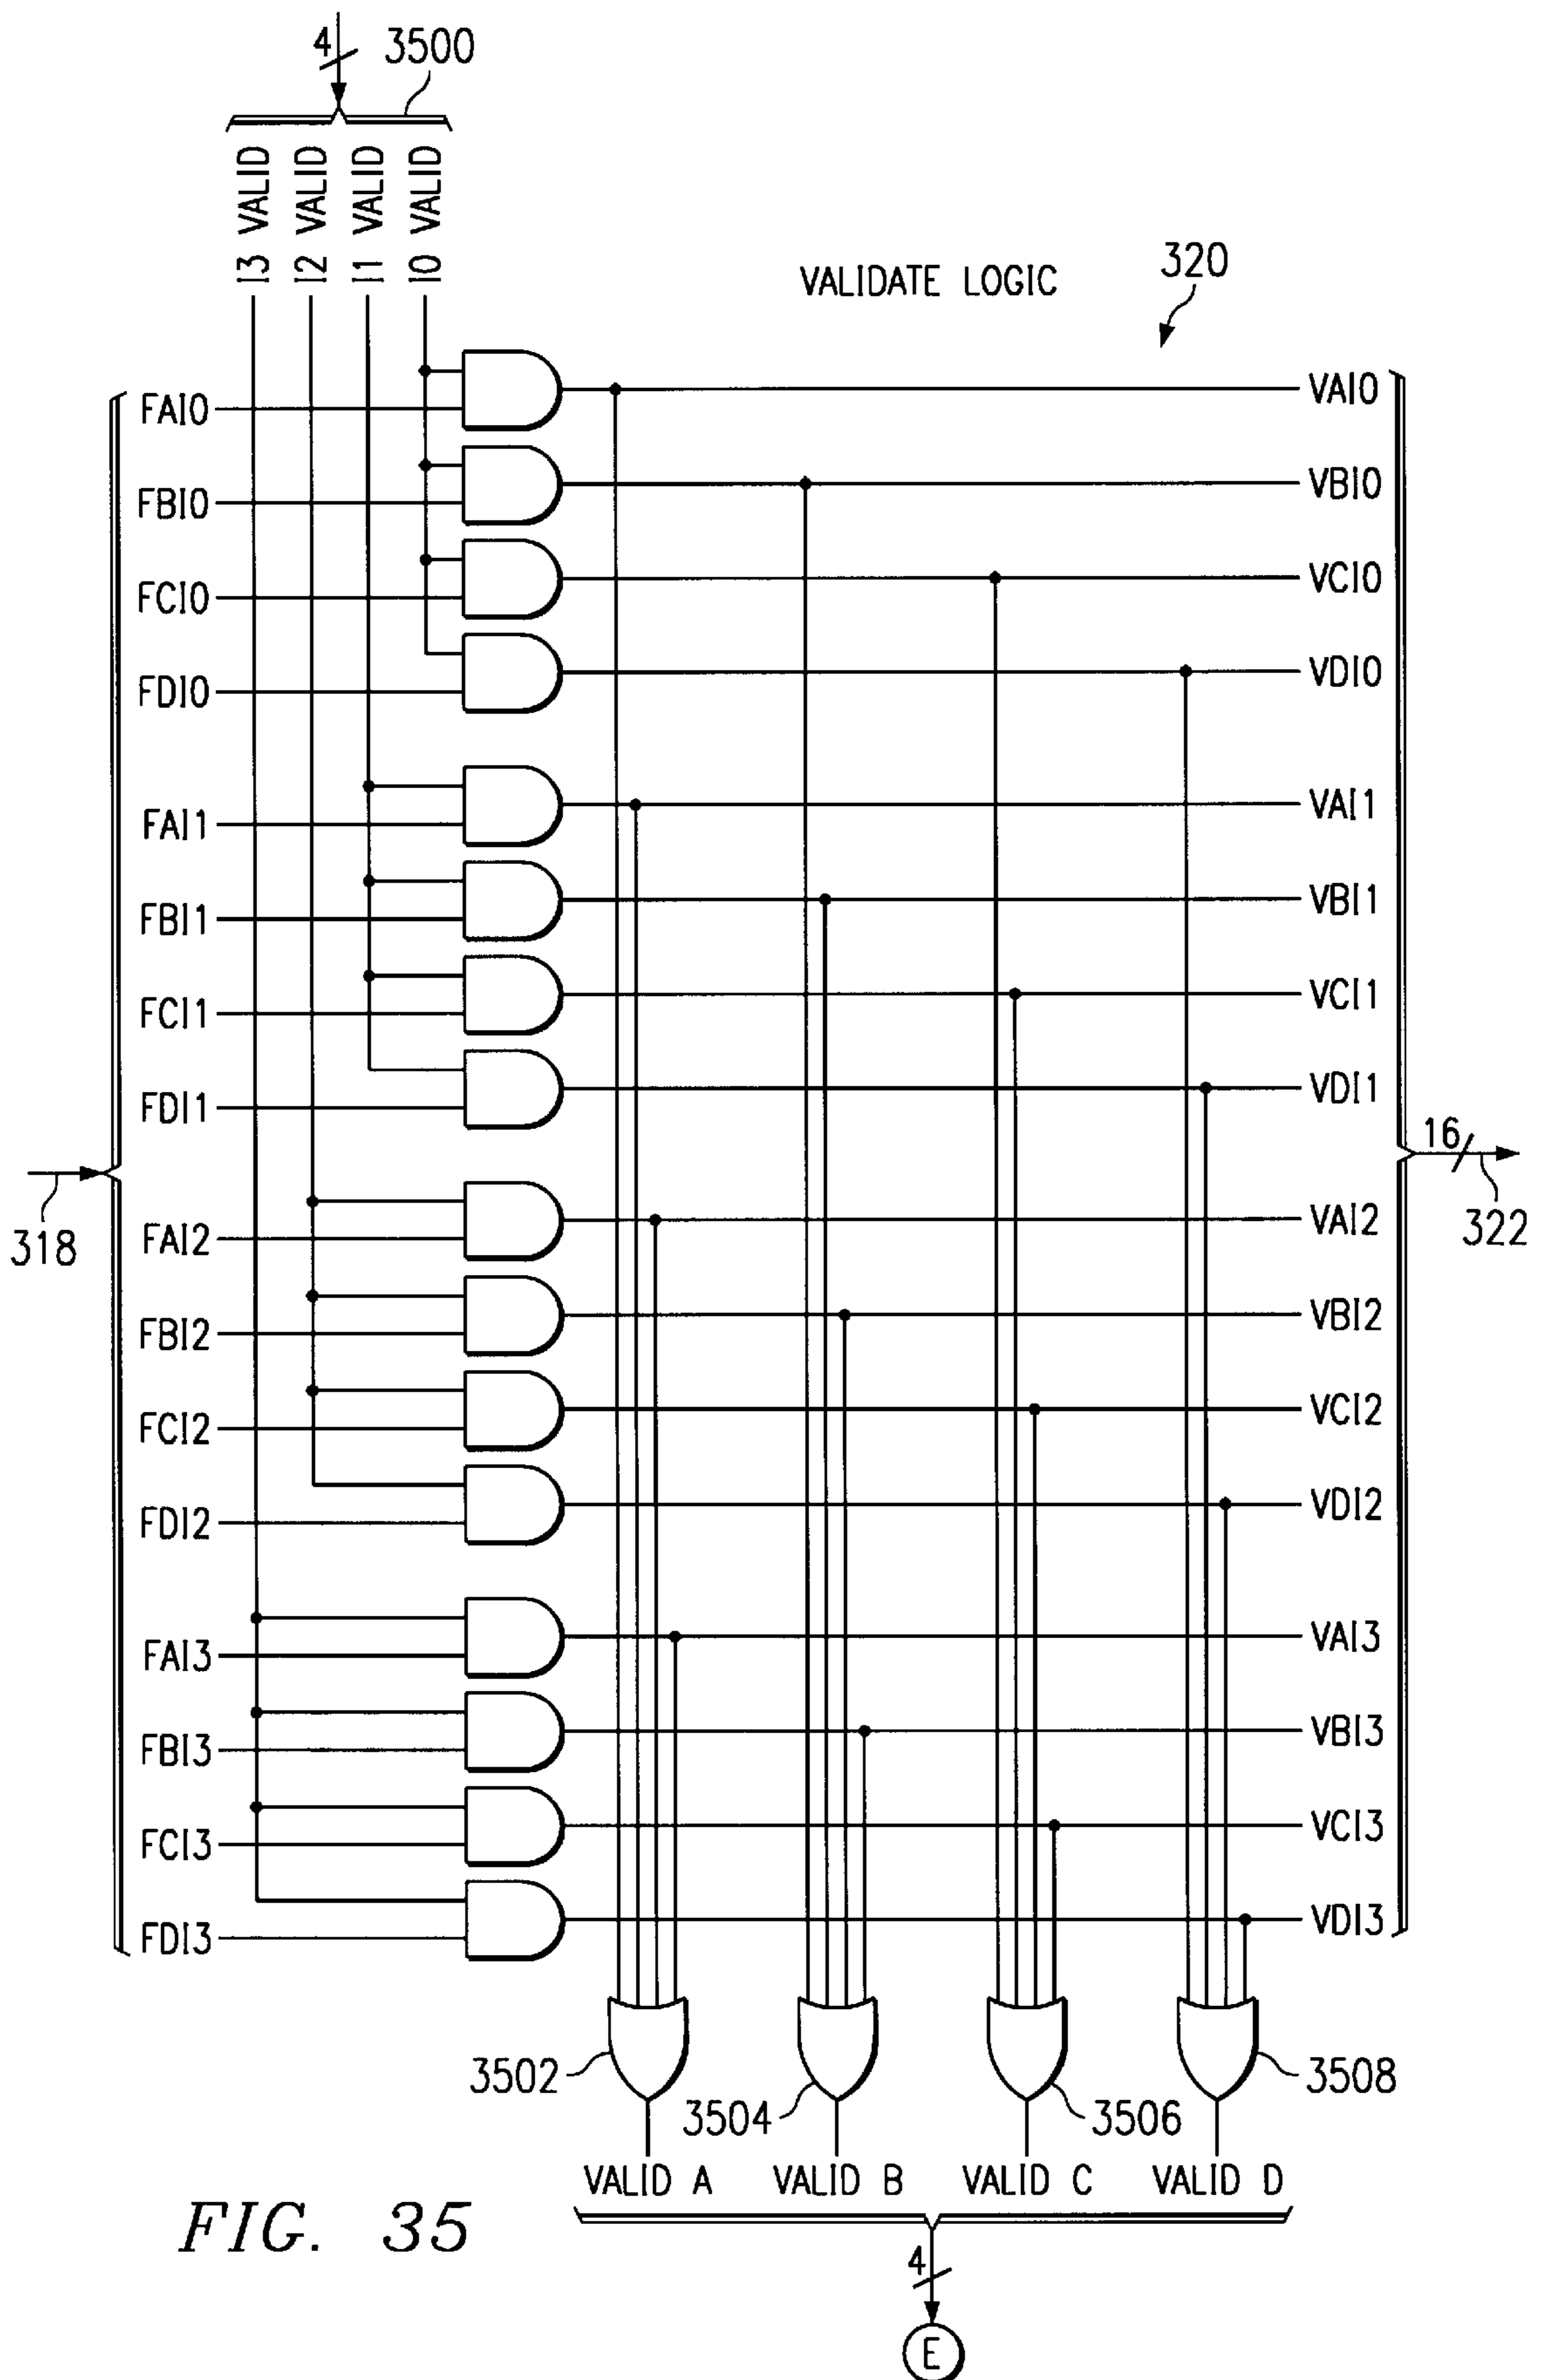 4
3500
I3 VALID
I2 VALID
I1 VALID
I0 VALID
VALIDATE LOGIC
320
FAI0
VAI0
FBI0
VBI0
FCI0
VCI0
FDI0
VDI0
FAI1
VAI1
FBI1
VBI1
FCI1
VCI1
FDI1
VDI1
16
318
322
FAI2
VAI2
FBI2
VBI2
FCI2
VCI2
FDI2
VDI2
FAI3
VAI3
FBI3
VBI3
FCI3
VCI3
FDI3
VDI3
3502
3504
3506
3508
VALID A
VALID B
VALID C
VALID D
FIG. 35
4
E